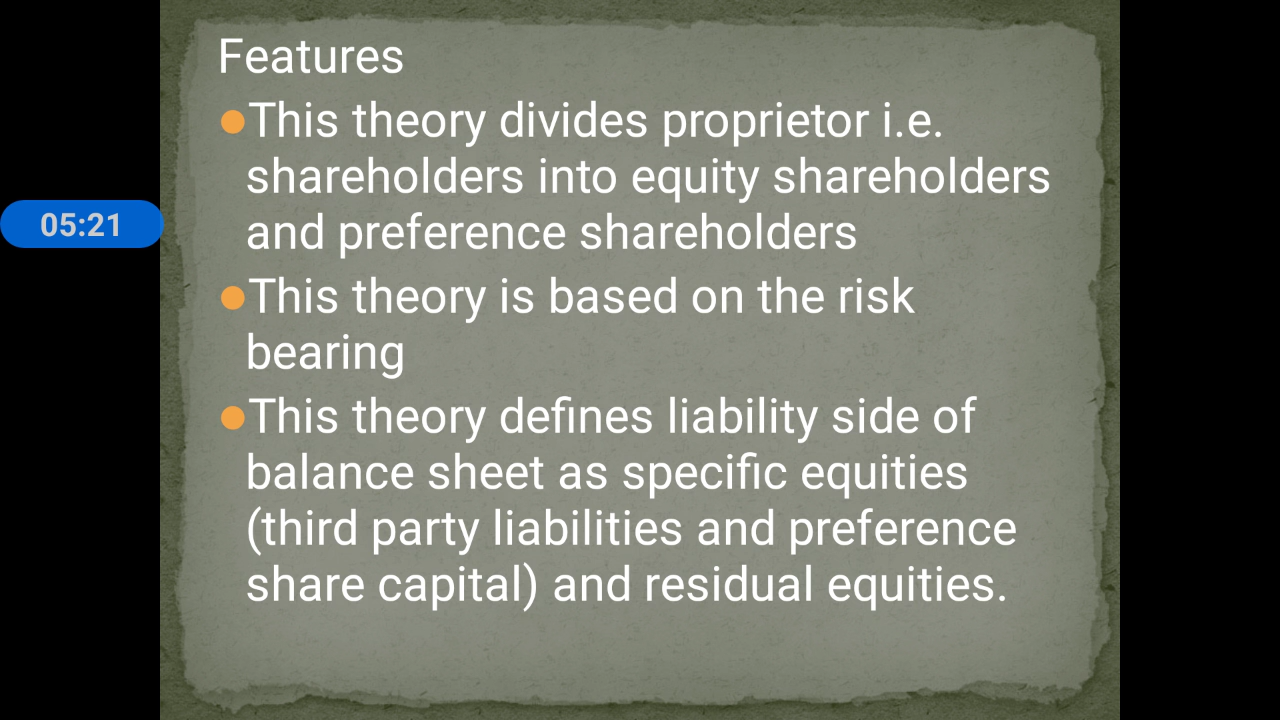 Features
●This theory divides proprietor i.e.
shareholders into equity shareholders
and preference shareholders
05:21
●This theory is based on the risk
bearing
●This theory defines liability side of
balance sheet as specific equities
(third party liabilities and preference
share capital) and residual equities.